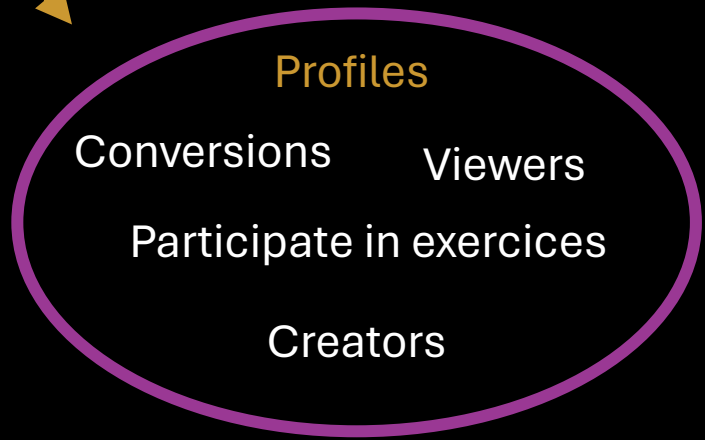 Profiles
Conversions
Viewers
Participate in exercices
Creators